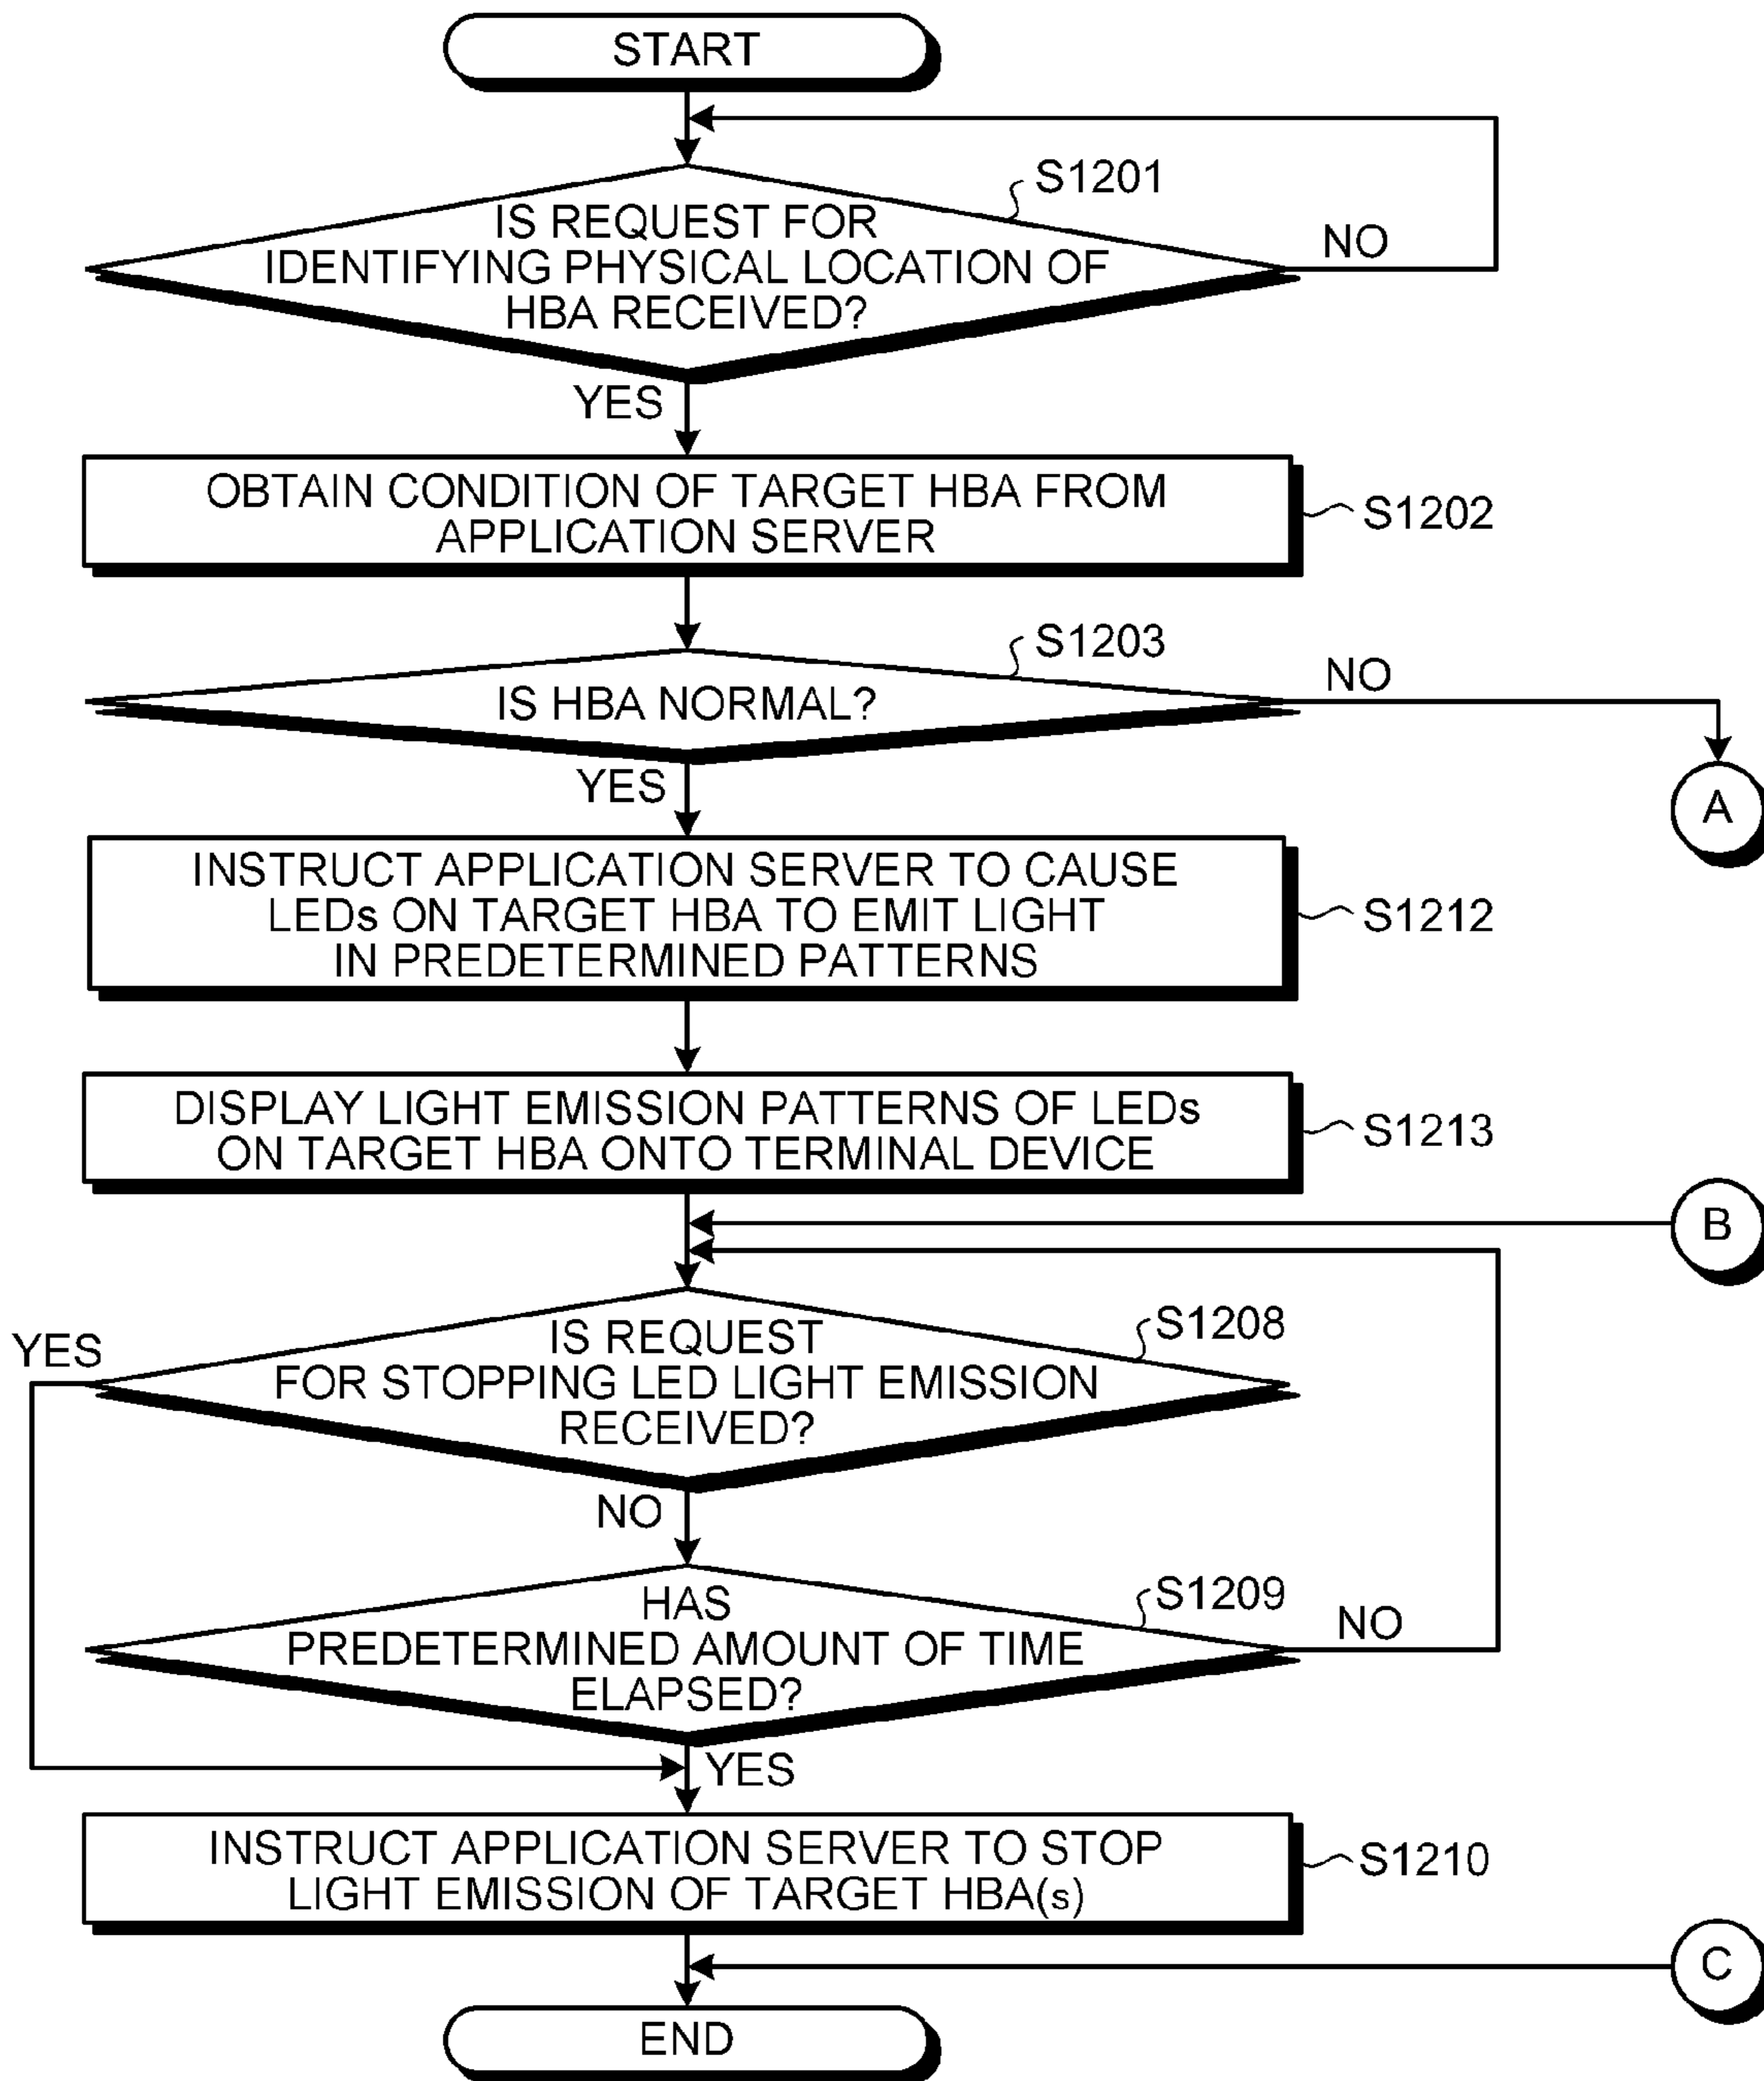 START
S1201
IS REQUEST FOR
IDENTIFYING PHYSICAL LOCATION OF
HBA RECEIVED?
NO
YES
OBTAIN CONDITION OF TARGET HBA FROM
APPLICATION SERVER
S1202
S1203
IS HBA NORMAL?
NO
YES
A
INSTRUCT APPLICATION SERVER TO CAUSE
LEDs ON TARGET HBA TO EMIT LIGHT
IN PREDETERMINED PATTERNS
S1212
DISPLAY LIGHT EMISSION PATTERNS OF LEDs
ON TARGET HBA ONTO TERMINAL DEVICE
S1213
B
S1208
YES
IS REQUEST
FOR STOPPING LED LIGHT EMISSION
RECEIVED?
NO
S1209
HAS
PREDETERMINED AMOUNT OF TIME
ELAPSED?
NO
YES
INSTRUCT APPLICATION SERVER TO STOP
LIGHT EMISSION OF TARGET HBA(s)
S1210
C
END